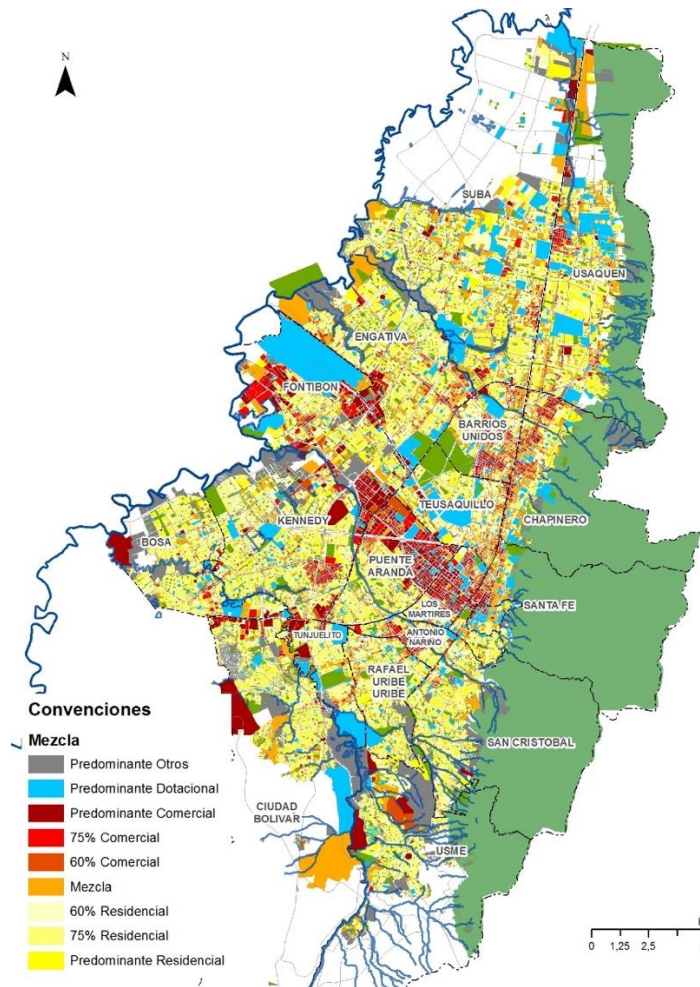 N
SUBA
USAQUEN
ENGATIVA
FONTIBON
BARRIOS
UNIDOS
TEUSAQUILLO
KENNEDY
CHAPINERO
BOSA
PUENTE
ARANDA
LOS
MARTIRES
SANTA FE
TUNJUELITO
ANTONIO
NARIÑO
RAFAEL
URIBE
URIBE
SAN CRISTOBAL
CIUDAD
BOLIVAR
USME
Convenciones
Mezcla
Predominante Otros
Predominante Dotacional
Predominante Comercial
75% Comercial
60% Comercial
Mezcla
60% Residencial
75% Residencial
Predominante Residencial
0 1,25 2,5